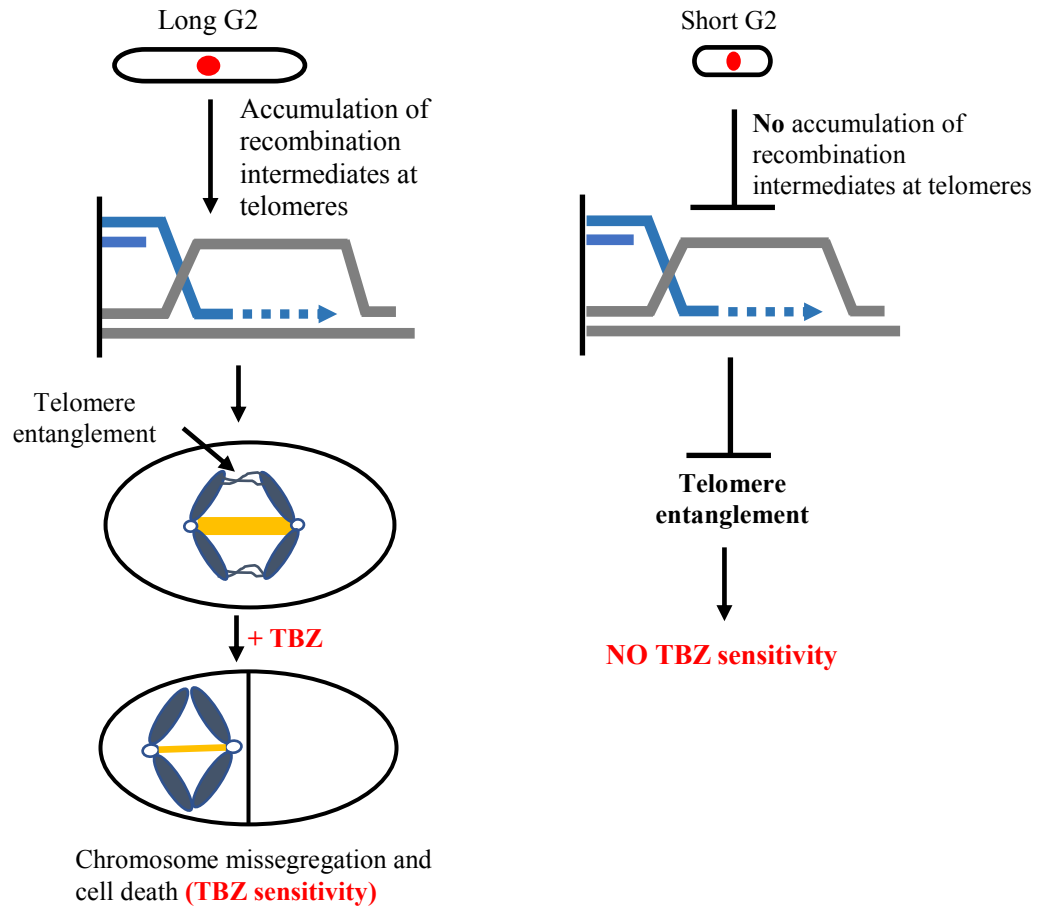 Long G2
Accumulation of
recombination
intermediates at
telomeres
Telomere
entanglement
+ TBZ
Chromosome missegregation and
cell death (TBZ sensitivity)
Short G2
No accumulation of
recombination
intermediates at telomeres
Telomere
entanglement
NO TBZ sensitivity